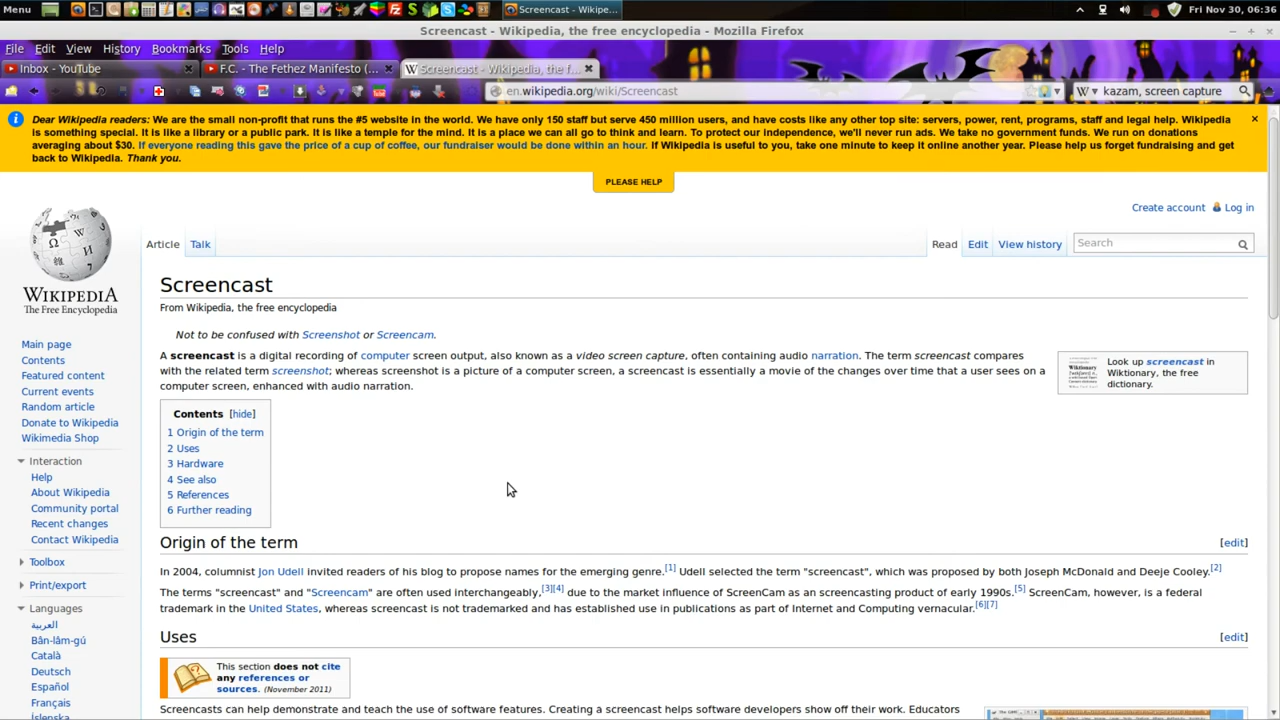 Menu Screencast - Wikipe... Fri Nov 30, 06:36
Screencast - Wikipedia, the free encyclopedia - Mozilla Firefox
File Edit View History Bookmarks Tools Help
Inbox - YouTube F.C. - The Fethez Manifesto (... Screencast - Wikipedia, the f...
en.wikipedia.org/wiki/Screencast kazam, screen capture
Dear Wikipedia readers: We are the small non-profit that runs the #5 website in the world. We have only 150 staff but serve 450 million users, and have costs like any other top site: servers, power, rent, programs, staff and legal help. Wikipedia
is something special. It is like a library or a public park. It is like a temple for the mind. It is a place we can all go to think and learn. To protect our independence, we'll never run ads. We take no government funds. We run on donations
averaging about $30. If everyone reading this gave the price of a cup of coffee, our fundraiser would be done within an hour. If Wikipedia is useful to you, take one minute to keep it online another year. Please help us forget fundraising and get
back to Wikipedia. Thank you.
PLEASE HELP
Create account Log in
Article Talk Read Edit View history Search
WIKIPEDIA
The Free Encyclopedia
Main page
Contents
Featured content
Current events
Random article
Donate to Wikipedia
Wikimedia Shop
Interaction
Help
About Wikipedia
Community portal
Recent changes
Contact Wikipedia
Toolbox
Print/export
Languages
العربية
Bân-lâm-gú
Català
Deutsch
Español
Français
Íslenska
Screencast
From Wikipedia, the free encyclopedia
Not to be confused with Screenshot or Screencam.
A screencast is a digital recording of computer screen output, also known as a video screen capture, often containing audio narration. The term screencast compares
with the related term screenshot; whereas screenshot is a picture of a computer screen, a screencast is essentially a movie of the changes over time that a user sees on a
computer screen, enhanced with audio narration.
Look up screencast in
Wiktionary, the free
dictionary.
Contents [hide]
1 Origin of the term
2 Uses
3 Hardware
4 See also
5 References
6 Further reading
Origin of the term [edit]
In 2004, columnist Jon Udell invited readers of his blog to propose names for the emerging genre.[1] Udell selected the term "screencast", which was proposed by both Joseph McDonald and Deeje Cooley.[2]
The terms "screencast" and "Screencam" are often used interchangeably,[3][4] due to the market influence of ScreenCam as an screencasting product of early 1990s.[5] ScreenCam, however, is a federal
trademark in the United States, whereas screencast is not trademarked and has established use in publications as part of Internet and Computing vernacular.[6][7]
Uses [edit]
This section does not cite
any references or
sources. (November 2011)
Screencasts can help demonstrate and teach the use of software features. Creating a screencast helps software developers show off their work. Educators